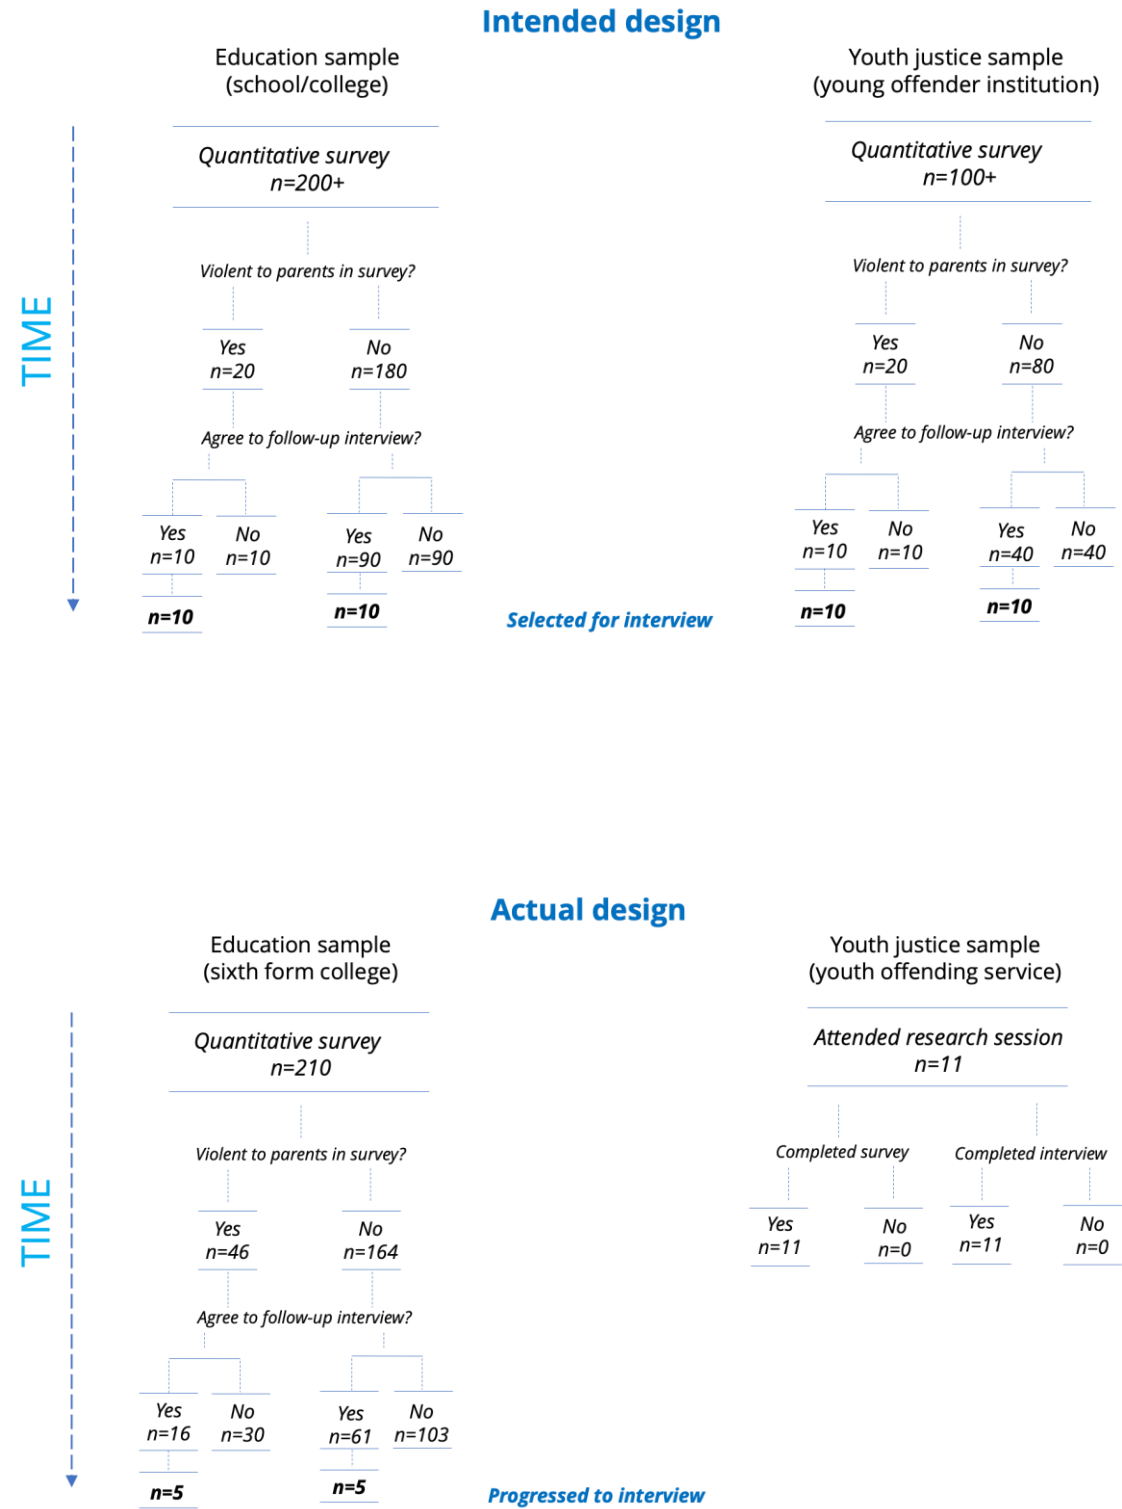 Intended design
Education sample
(school/college)
Youth justice sample
(young offender institution)
TIME
Quantitative survey
n=200+
Violent to parents in survey?
Yes
n=20
No
n=180
Agree to follow-up interview?
Yes
n=10
No
n=10
Yes
n=90
No
n=90
n=10
n=10
Quantitative survey
n=100+
Violent to parents in survey?
Yes
n=20
No
n=80
Agree to follow-up interview?
Yes
n=10
No
n=10
Yes
n=40
No
n=40
n=10
n=10
Selected for interview
Actual design
Education sample
(sixth form college)
Youth justice sample
(youth offending service)
TIME
Quantitative survey
n=210
Violent to parents in survey?
Yes
n=46
No
n=164
Agree to follow-up interview?
Yes
n=16
No
n=30
Yes
n=61
No
n=103
n=5
n=5
Attended research session
n=11
Completed survey
Completed interview
Yes
n=11
No
n=0
Yes
n=11
No
n=0
Progressed to interview